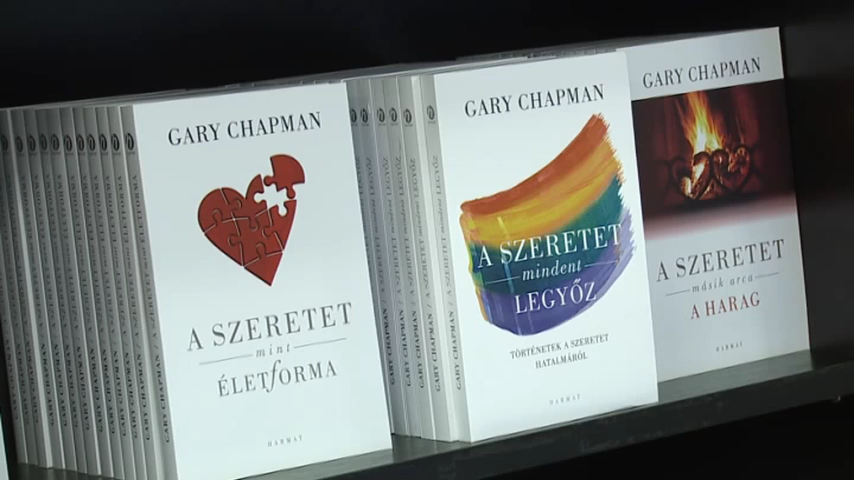 GARY CHAPMAN
A SZERETET
mint
ÉLETFORMA
HARMAT
GARY CHAPMAN
A SZERETET
mindent
LEGYŐZ
TÖRTÉNETEK A SZERETET
HATALMÁRÓL
HARMAT
GARY CHAPMAN
A SZERETET
másik arca
A HARAG
HARMAT